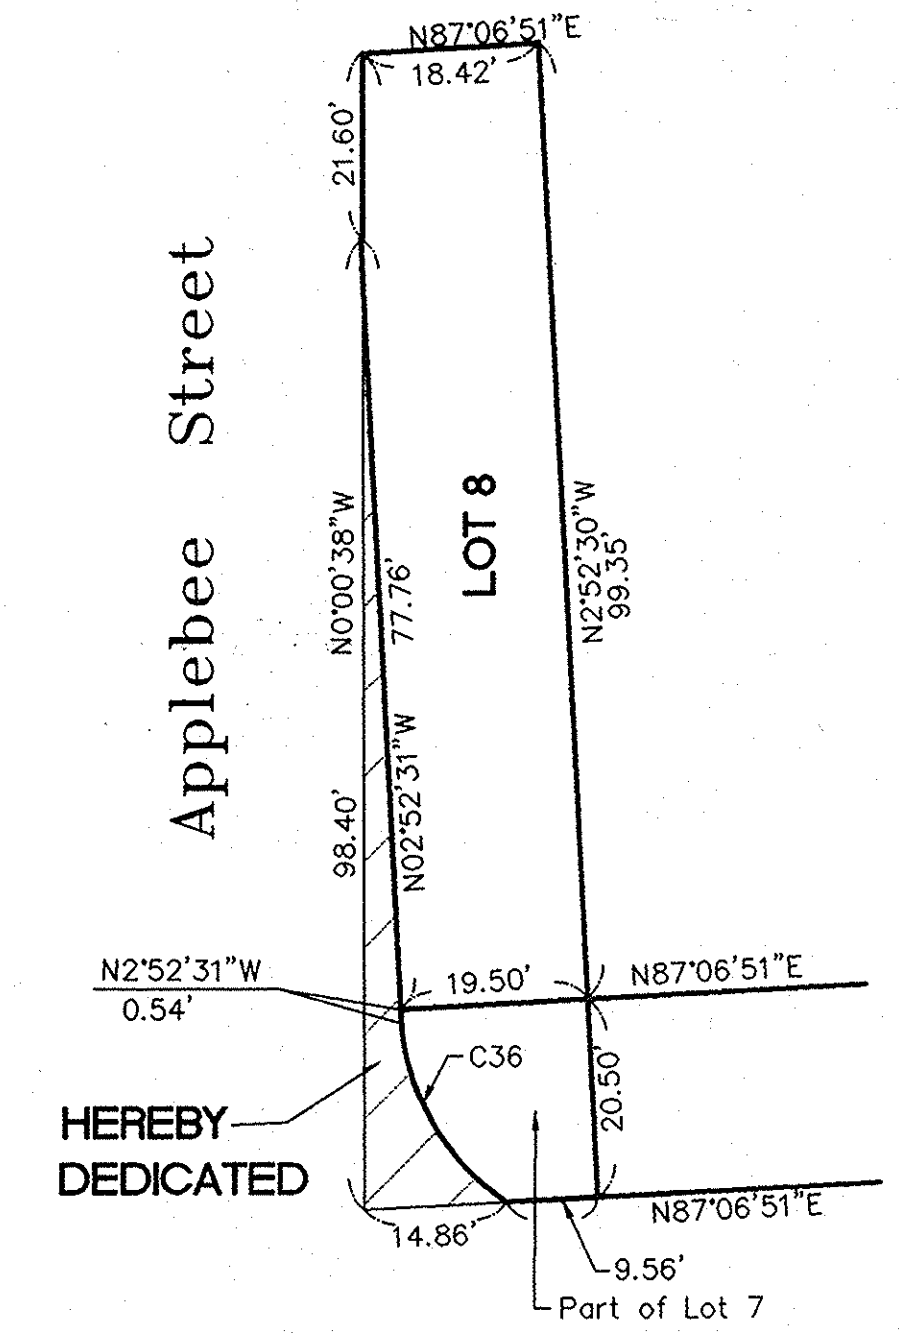 N87°06'51"E
18.42'
21.60'
Applebee Street
N0°00'38"W
98.40'
77.76'
N02°52'31"W
LOT 8
N2°52'30"W
99.35'
N2°52'31"W
0.54'
19.50'
N87°06'51"E
C36
20.50'
HEREBY
DEDICATED
N87°06'51"E
14.86'
9.56'
Part of Lot 7